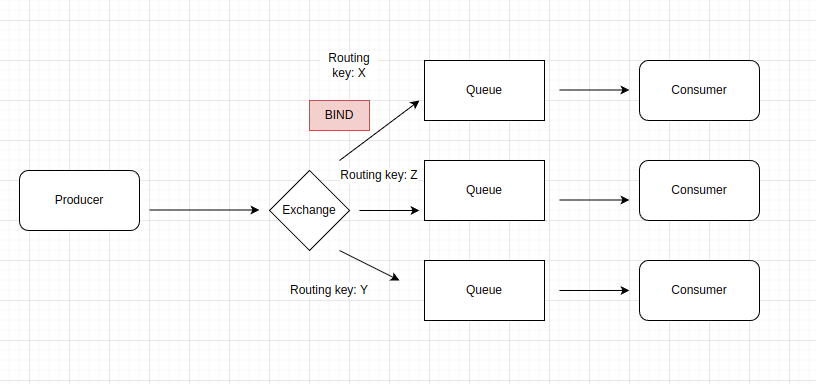 Routing
key: X
Queue
Consumer
BIND
Routing key: Z
Queue
Consumer
Producer
Exchange
Routing key: Y
Queue
Consumer